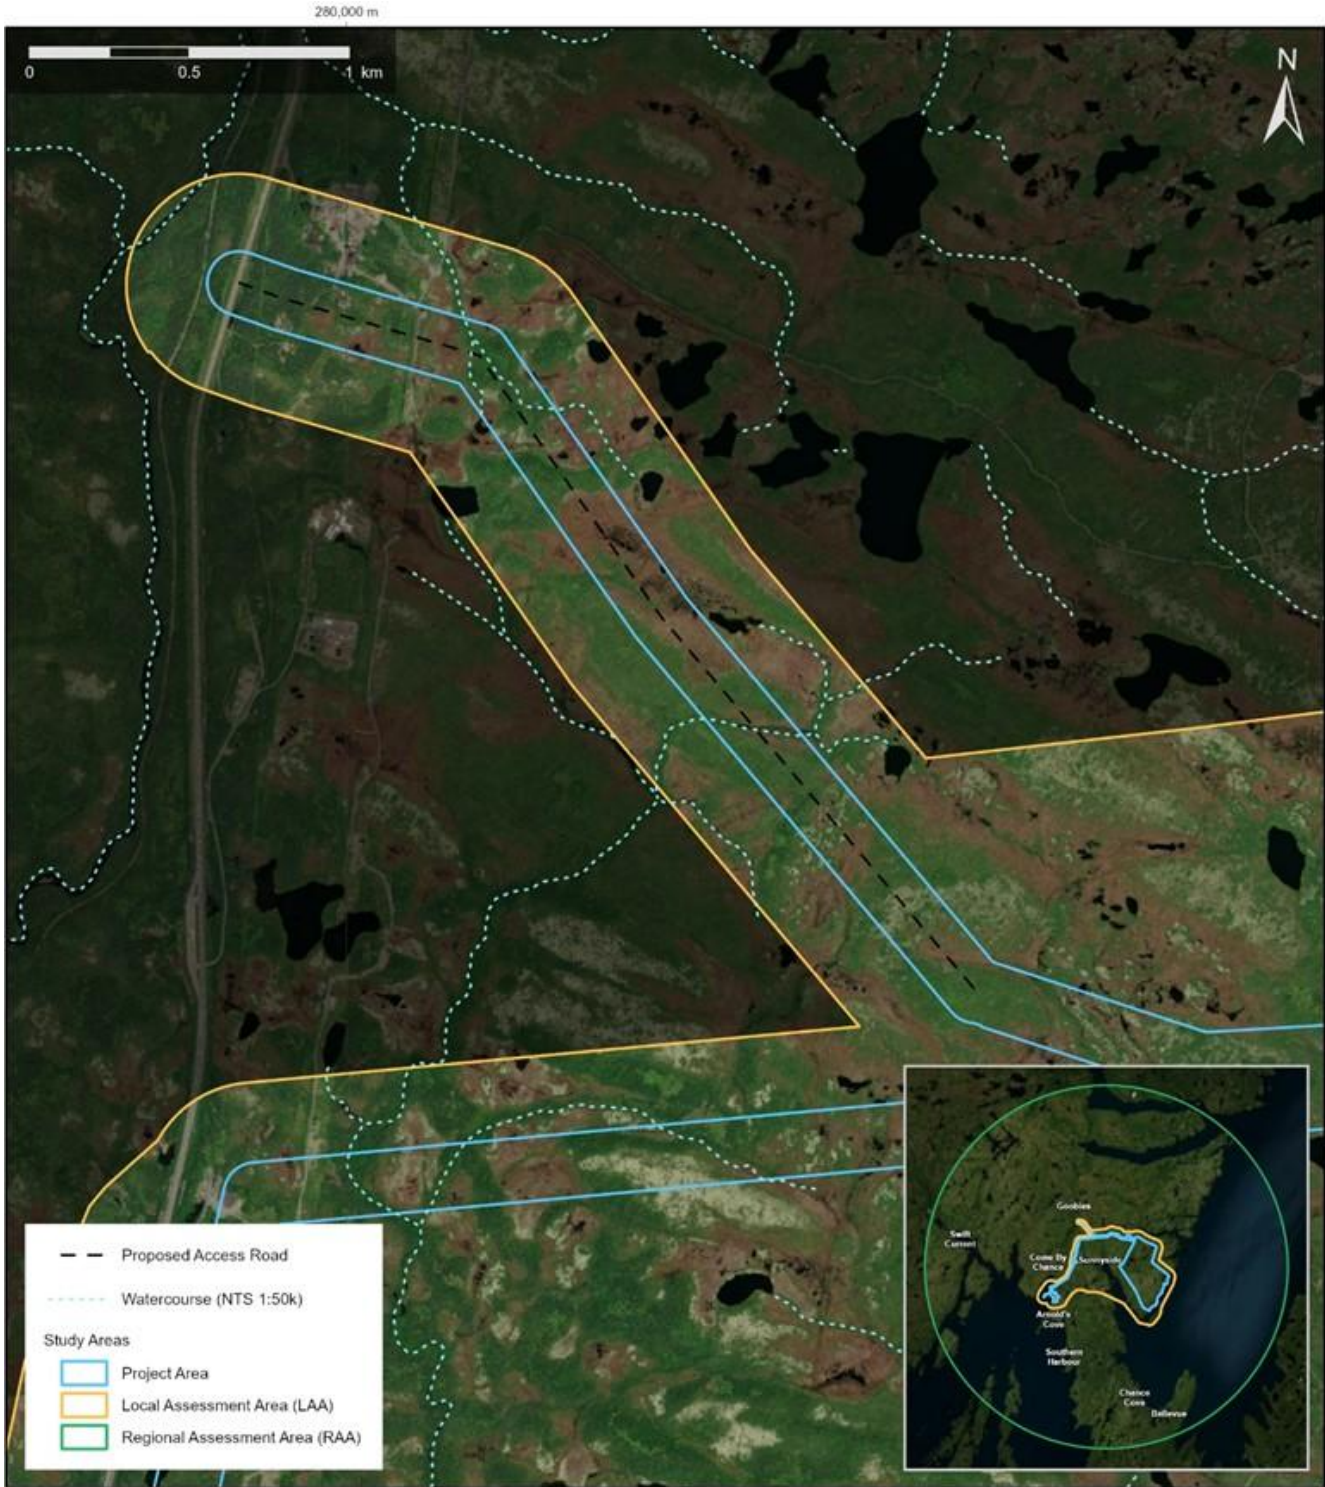 280,000 m
0 0.5 1 km
N
Proposed Access Road
Watercourse (NTS 1:50k)
Study Areas
Project Area
Local Assessment Area (LAA)
Regional Assessment Area (RAA)
Goobies
Swift
Current
Come By
Chance
Sunnyside
Arnold's
Cove
Southern
Harbour
Chance
Cove
Bellevue